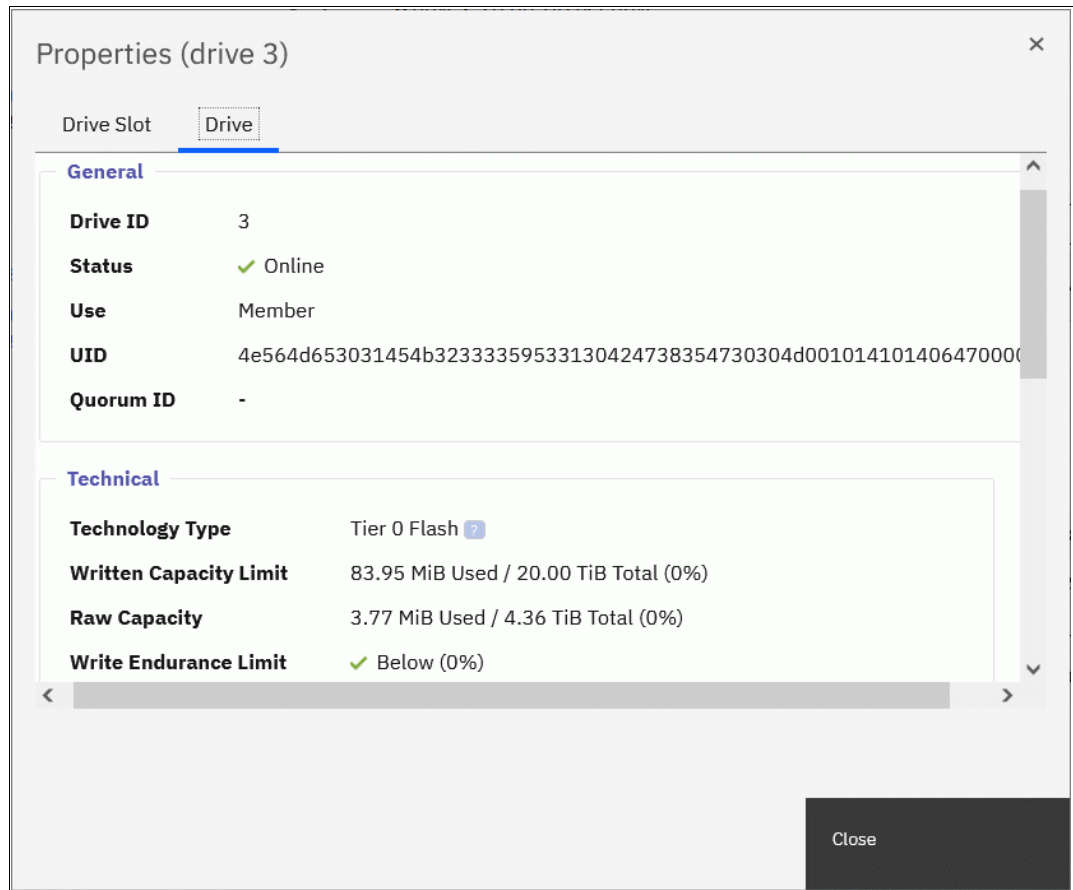 Properties (drive 3)
Drive Slot Drive
General
Drive ID 3
Status Online
Use Member
UID 4e564d653031454b32333359533130424738354730304d0010141014064700000
Quorum ID -
Technical
Technology Type Tier 0 Flash ?
Written Capacity Limit 83.95 MiB Used / 20.00 TiB Total (0%)
Raw Capacity 3.77 MiB Used / 4.36 TiB Total (0%)
Write Endurance Limit Below (0%)
Close